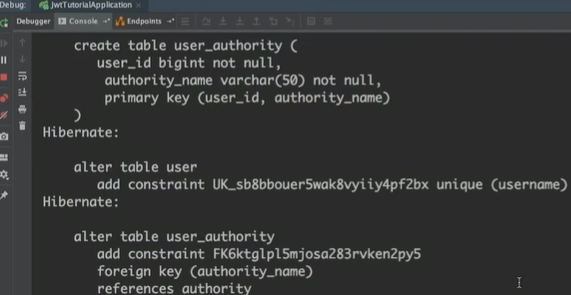 Debug: JwtTutorialApplication
Debugger Console Endpoints
create table user_authority (
user_id bigint not null,
authority_name varchar(50) not null,
primary key (user_id, authority_name)
)
Hibernate:
alter table user
add constraint UK_sb8bbouer5wak8vyiiy4pf2bx unique (username)
Hibernate:
alter table user_authority
add constraint FK6ktglpl5mjosa283rvken2py5
foreign key (authority_name)
references authority